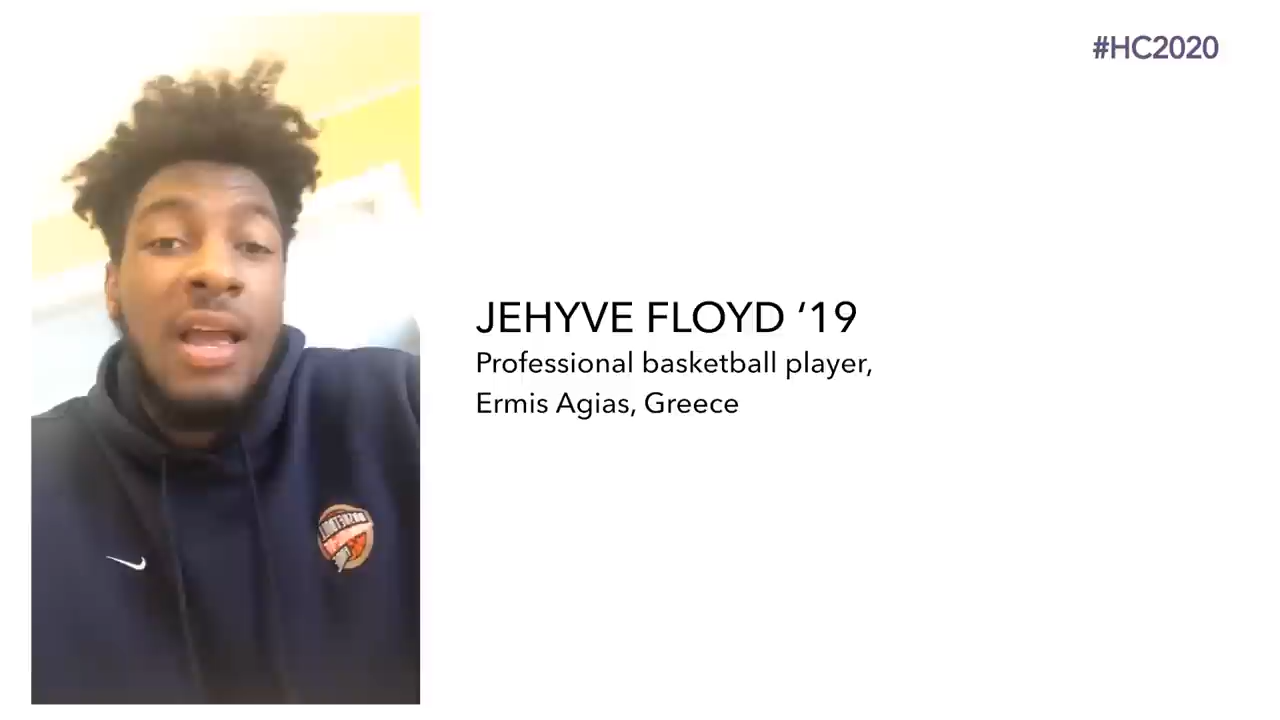 #HC2020
JEHYVE FLOYD ‘19
Professional basketball player,
Ermis Agias, Greece